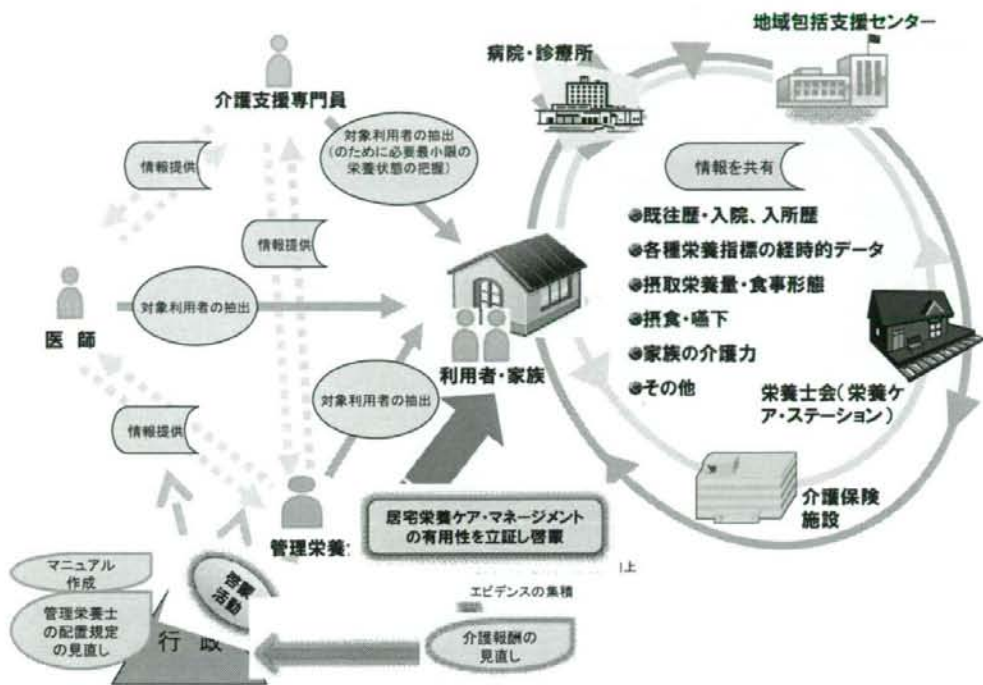 地域包括支援センター
病院・診療所
介護支援専門員
対象利用者の抽出
(のために必要最小限の
栄養状態の把握)
情報提供
情報を共有
●既往歴・入院、入所歴
●各種栄養指標の経時的データ
●摂取栄養量・食事形態
●摂食・嚥下
●家族の介護力
●その他
情報提供
対象利用者の抽出
医師
利用者・家族
栄養士会(栄養ケ
ア・ステーション)
対象利用者の抽出
情報提供
介護保険
施設
居宅栄養ケア・マネージメント
の有用性を立証し啓蒙
管理栄養
上
マニュアル
作成
啓蒙
活動
エビデンスの集積
管理栄養士
の配置規定
の見直し
行政
介護報酬の
見直し